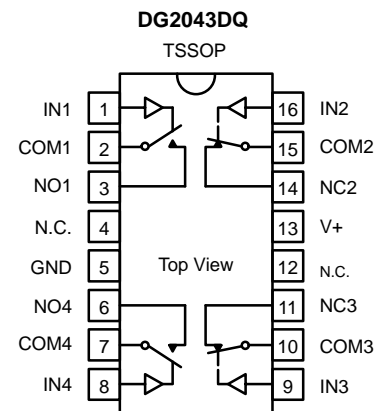 DG2043DQ
TSSOP
IN1 1 16 IN2
COM1 2 15 COM2
NO1 3 14 NC2
N.C. 4 13 V+
GND 5 Top View 12 N.C.
NO4 6 11 NC3
COM4 7 10 COM3
IN4 8 9 IN3